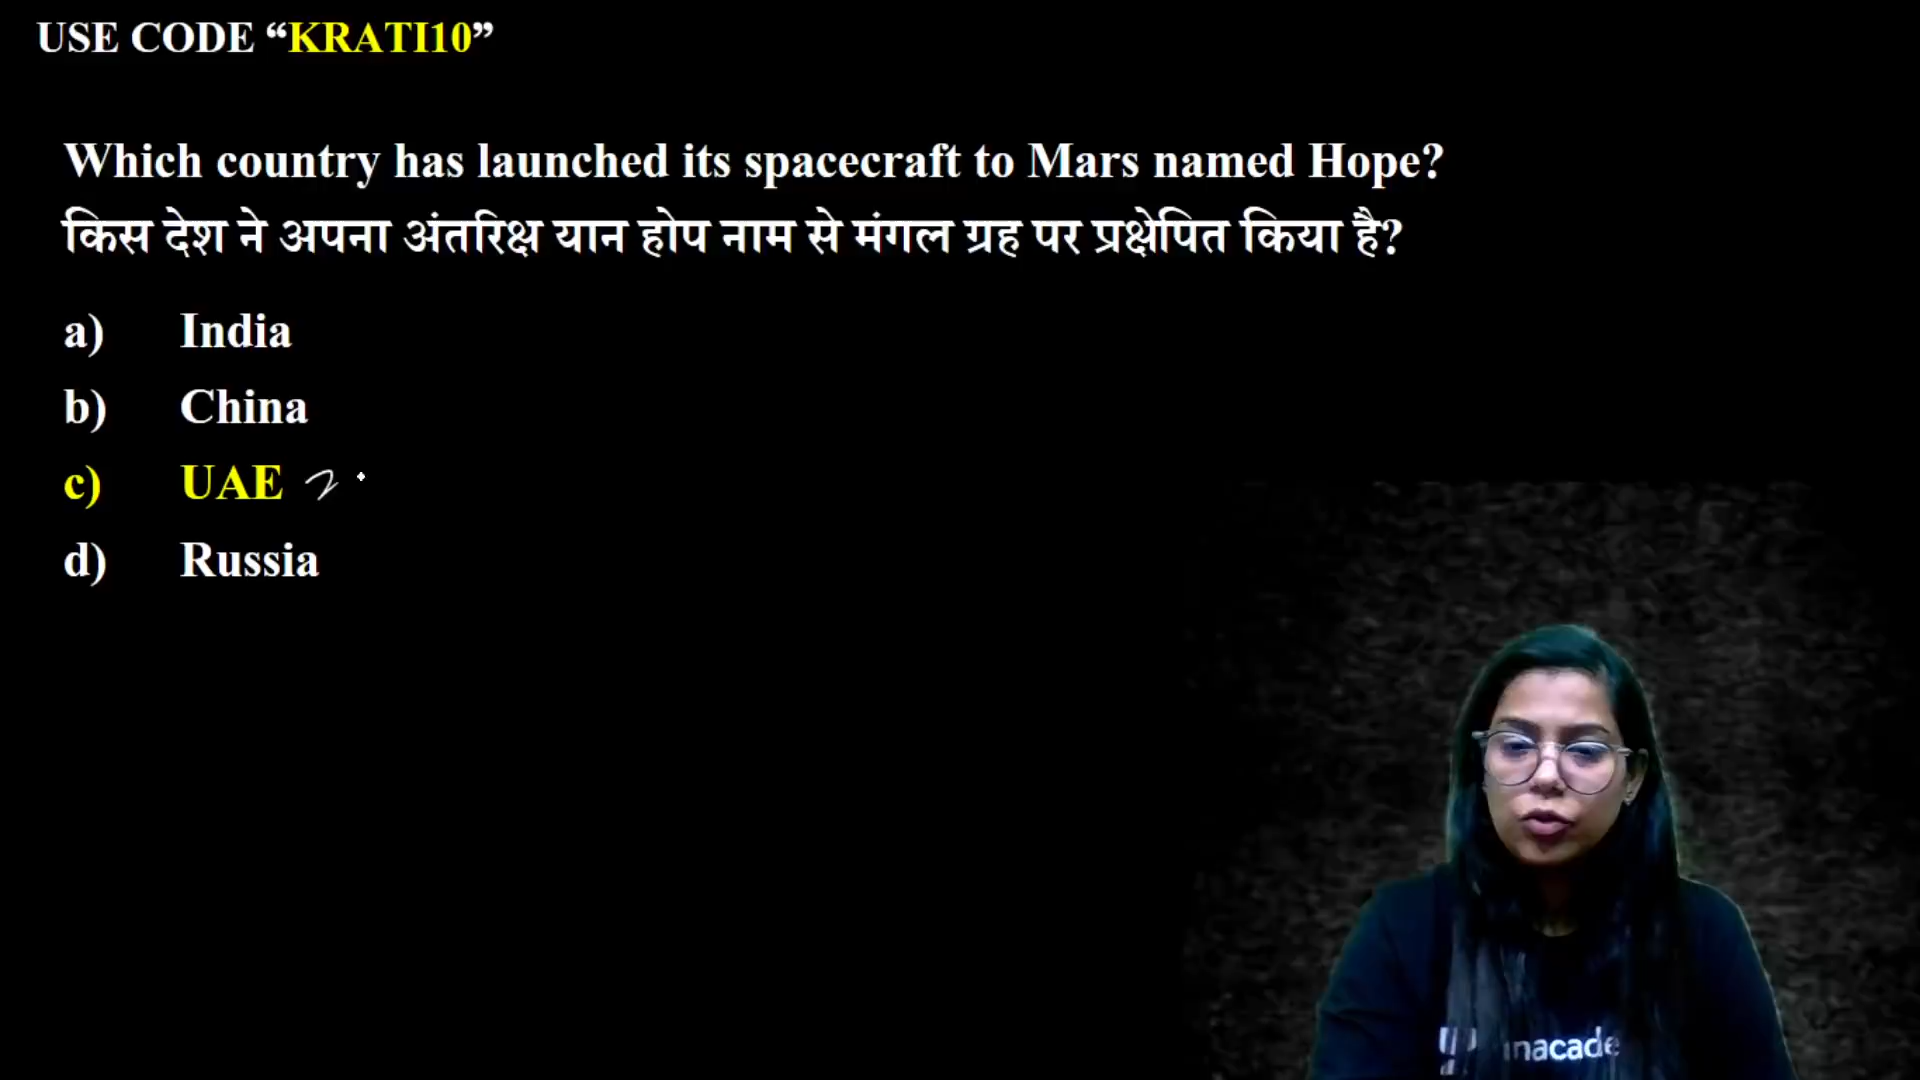 USE CODE “KRATI10”
Which country has launched its spacecraft to Mars named Hope?
किस देश ने अपना अंतरिक्ष यान होप नाम से मंगल ग्रह पर प्रक्षेपित किया है?
a) India
b) China
c) UAE
d) Russia